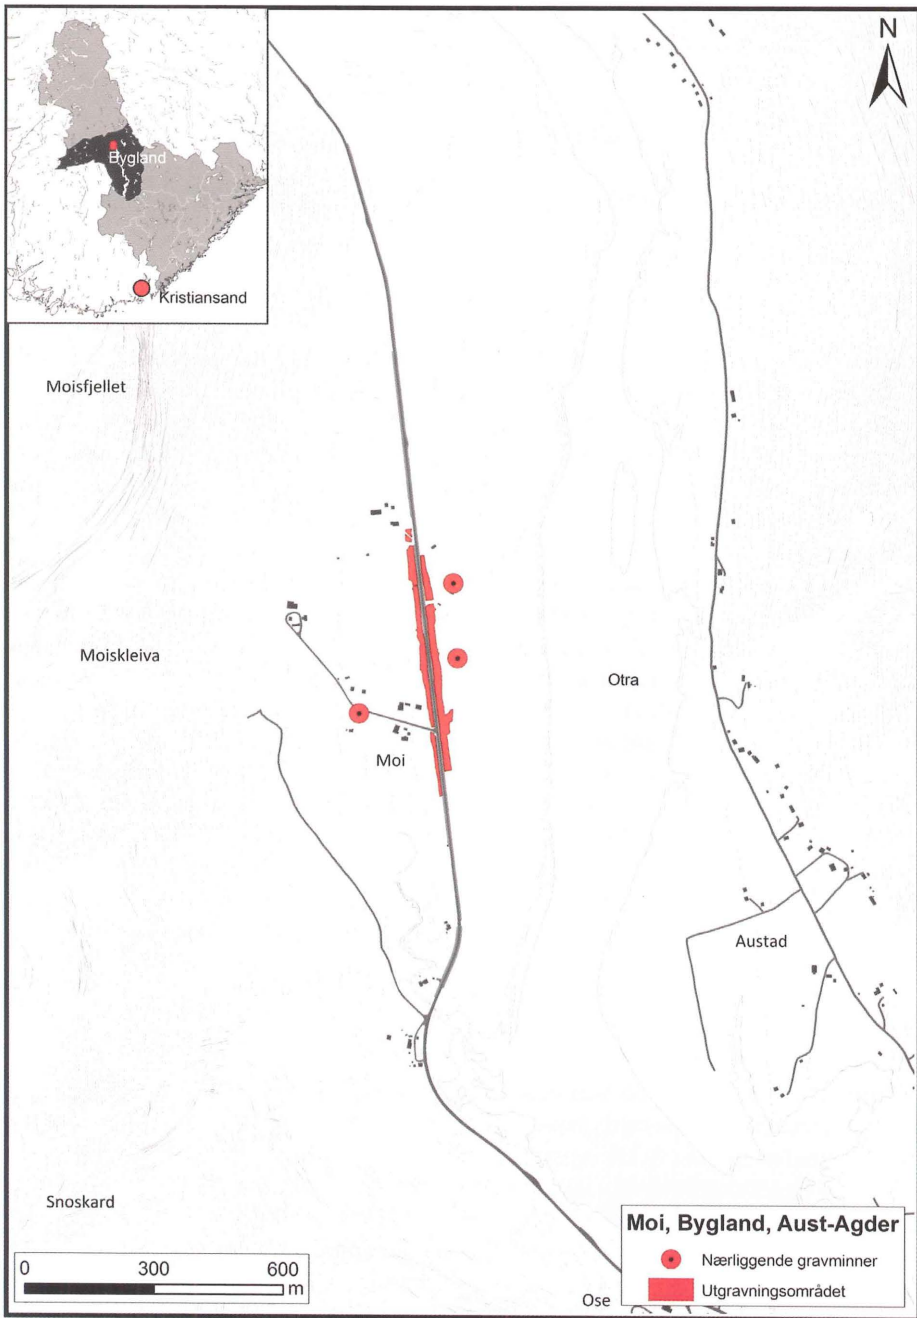 N
Bygland
Kristiansand
Moisfjellet
Moiskleiva
Otra
Moi
Austad
Snoskard
Moi, Bygland, Aust-Agder
Nærliggende gravminner
Utgravningsområdet
0 300 600
m
Ose